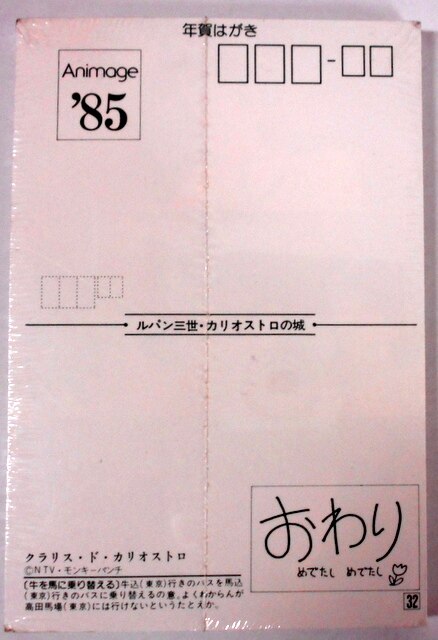 年賀はがき
Animage
'85
ルパン三世・カリオストロの城
おわり
めでたし めでたし
クラリス・ド・カリオストロ
©NTV・モンキーパンチ
(牛を馬に乗り替える)牛込(東京)行きのバスを馬込
(東京)行きのバスに乗り替えるの意。よくわからんが
高田馬場(東京)には行けないというたとえか。
32